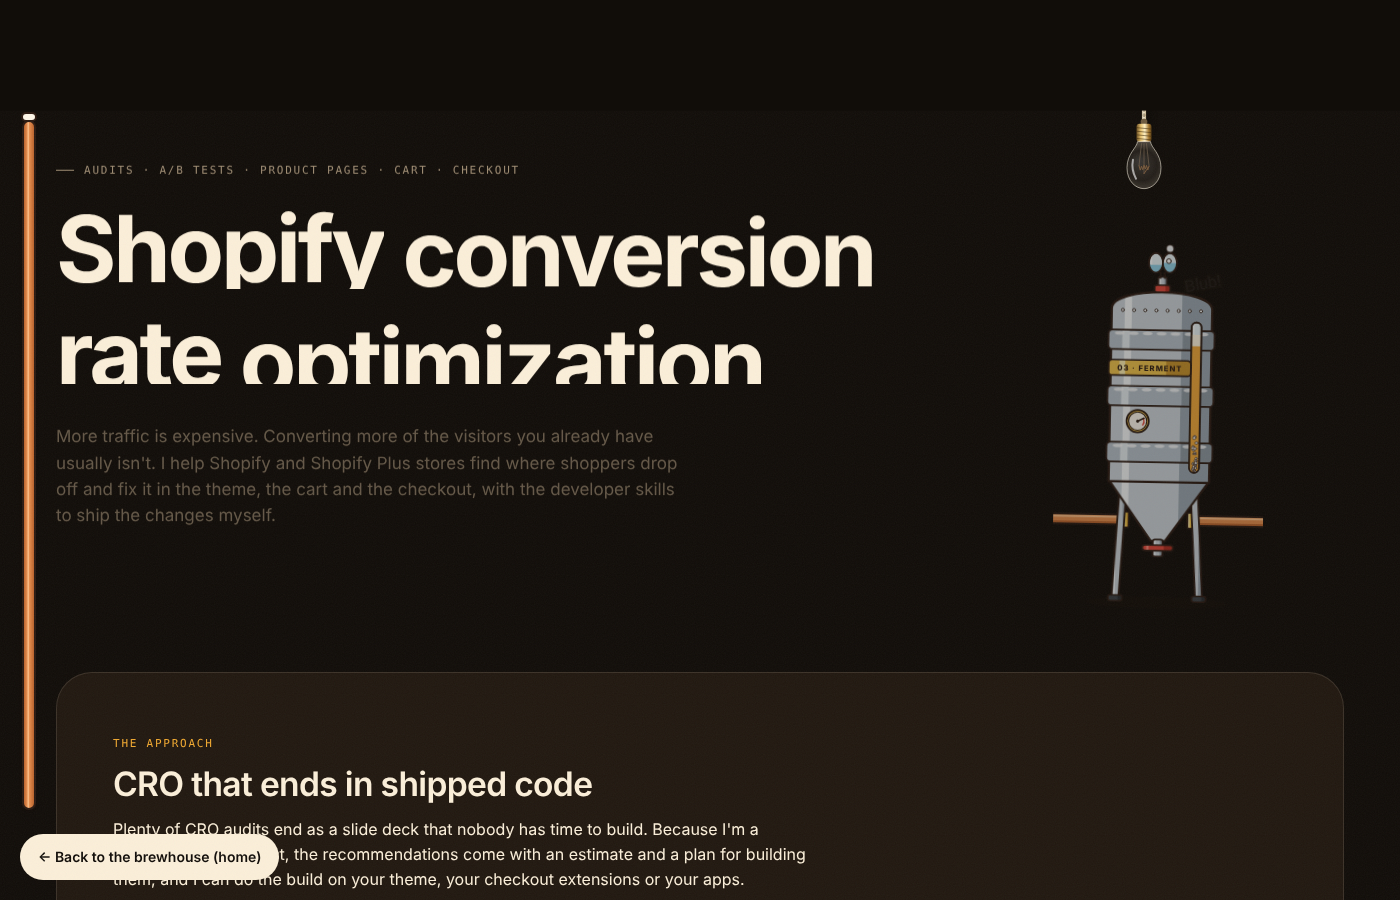 AUDITS · A/B TESTS · PRODUCT PAGES · CART · CHECKOUT
Shopify conversion
rate optimization
More traffic is expensive. Converting more of the visitors you already have
usually isn't. I help Shopify and Shopify Plus stores find where shoppers drop
off and fix it in the theme, the cart and the checkout, with the developer skills
to ship the changes myself.
Blub!
03 · FERMENT
THE APPROACH
CRO that ends in shipped code
Plenty of CRO audits end as a slide deck that nobody has time to build. Because I'm a
t, the recommendations come with an estimate and a plan for building
them, and I can do the build on your theme, your checkout extensions or your apps.
← Back to the brewhouse (home)